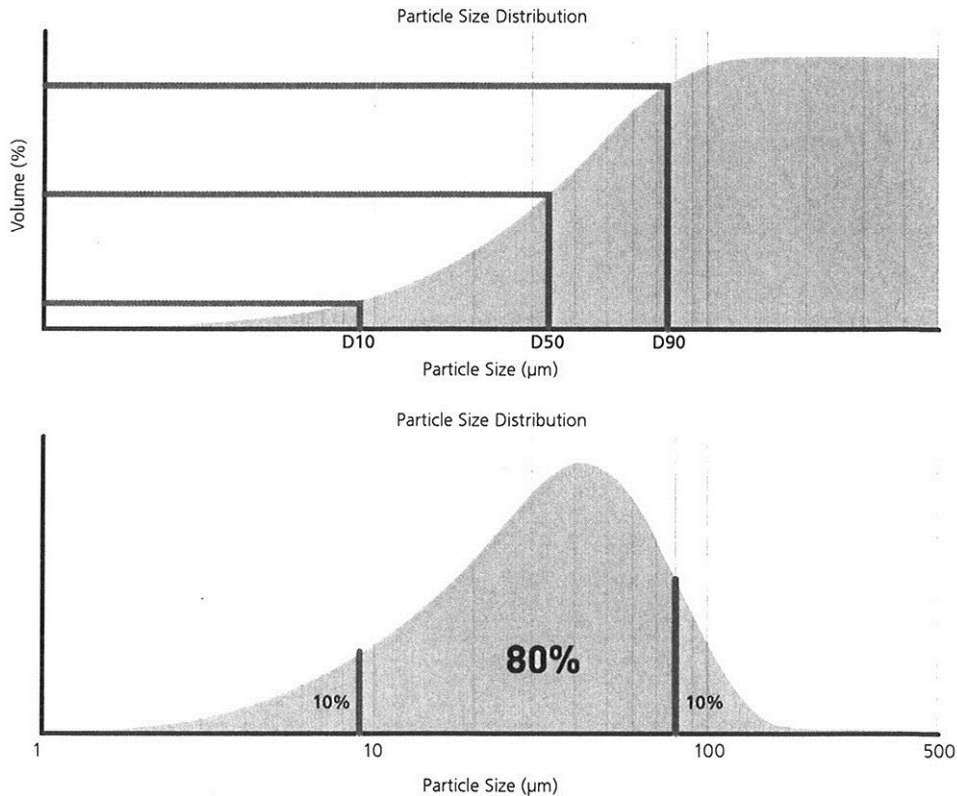 Particle Size Distribution
Volume (%)
D10 D50 D90
Particle Size (µm)
Particle Size Distribution
80%
10% 10%
1 10 100 500
Particle Size (µm)